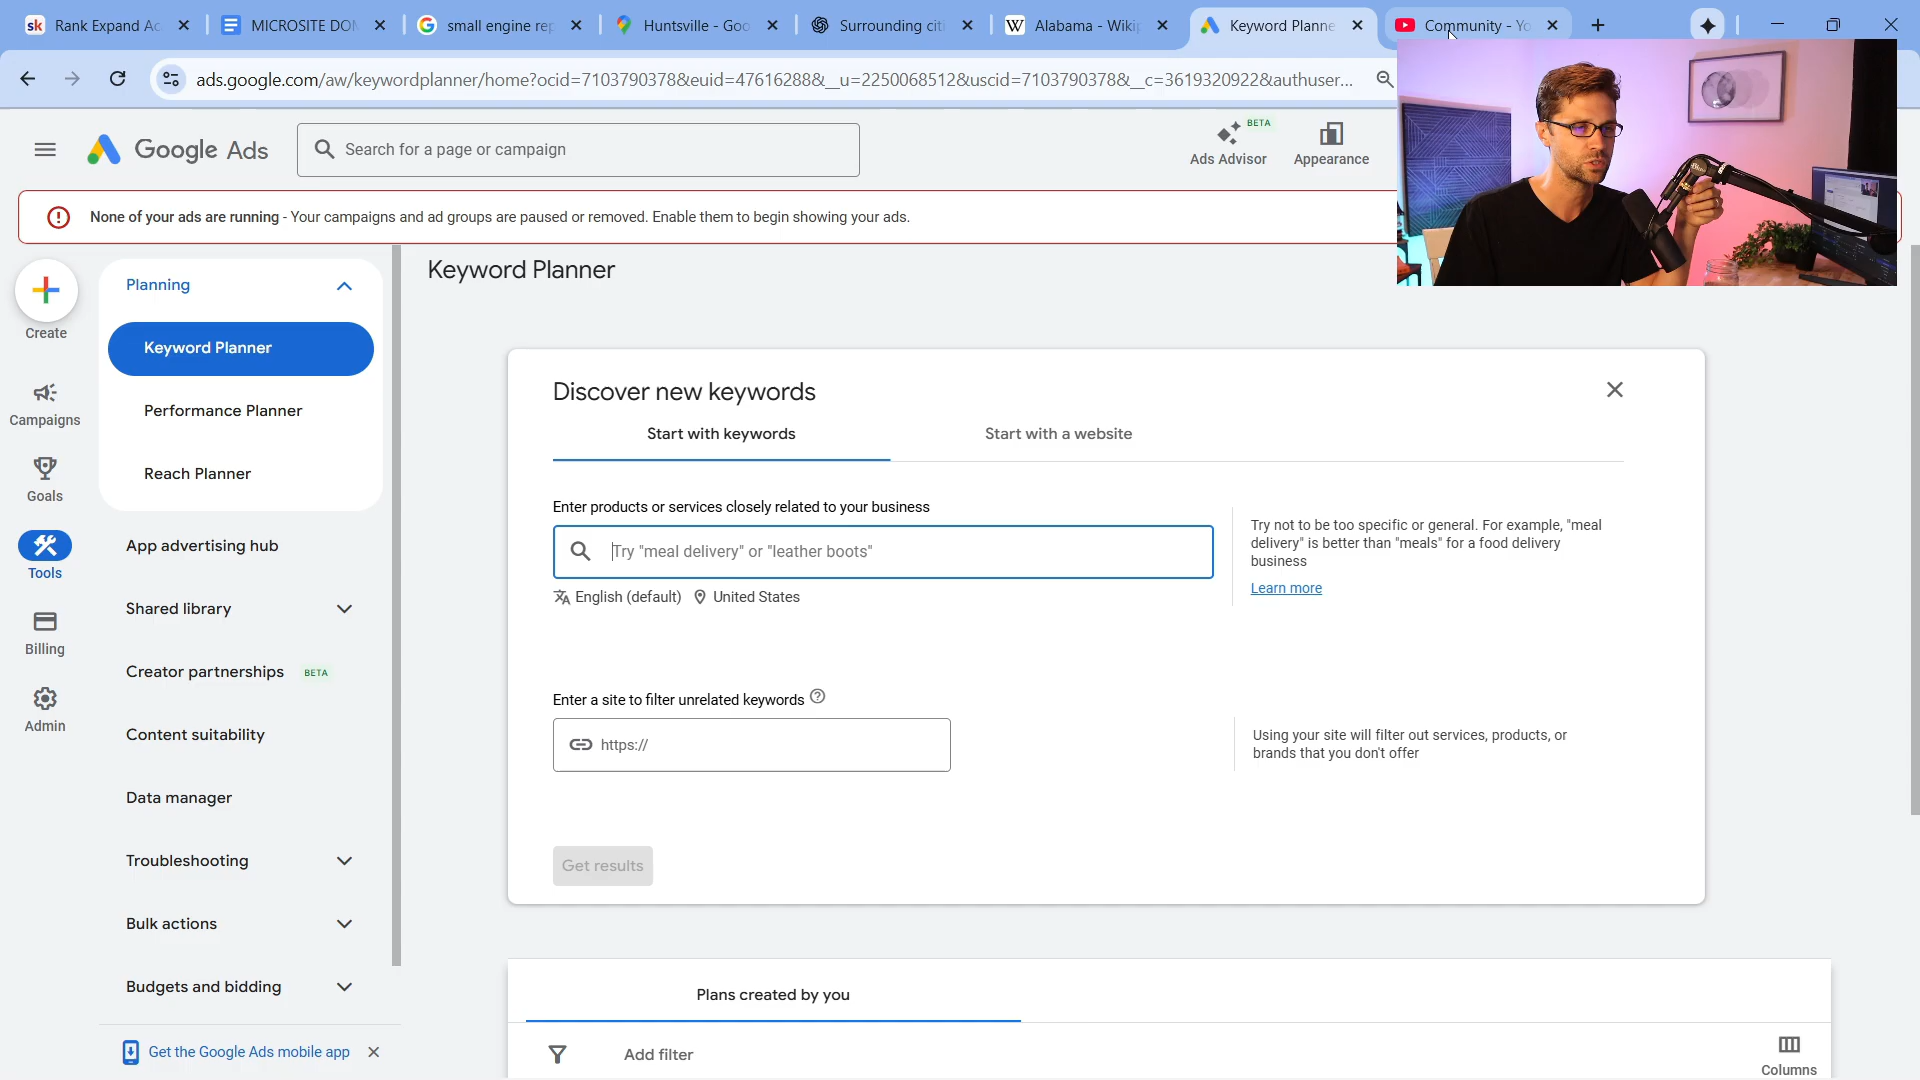 Rank Expand Ac
MICROSITE DOM
small engine rep
Huntsville - Goo
Surrounding citi
Alabama - Wikip
Keyword Planne
Community - Yo
ads.google.com/aw/keywordplanner/home?ocid=7103790378&euid=47616288&__u=2250068512&uscid=7103790378&__c=3619320922&authuser...
Google Ads
Search for a page or campaign
BETA
Ads Advisor
Appearance
None of your ads are running - Your campaigns and ad groups are paused or removed. Enable them to begin showing your ads.
Create
Campaigns
Goals
Tools
Billing
Admin
Planning
Keyword Planner
Performance Planner
Reach Planner
App advertising hub
Shared library
Creator partnerships BETA
Content suitability
Data manager
Troubleshooting
Bulk actions
Budgets and bidding
Get the Google Ads mobile app
Keyword Planner
Discover new keywords
Start with keywords
Start with a website
Enter products or services closely related to your business
Try "meal delivery" or "leather boots"
English (default) United States
Try not to be too specific or general. For example, "meal
delivery" is better than "meals" for a food delivery
business
Learn more
Enter a site to filter unrelated keywords
https://
Using your site will filter out services, products, or
brands that you don't offer
Get results
Plans created by you
Add filter
Columns